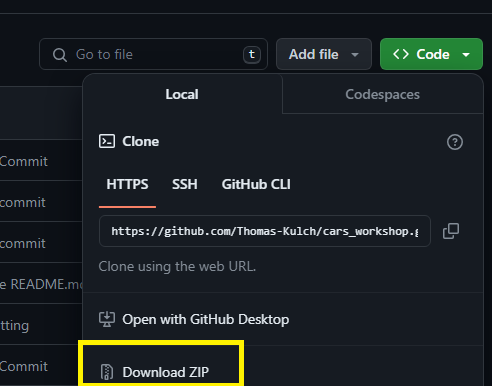 Go to file
t
Add file
Code
Local
Codespaces
Commit
Clone
commit
HTTPS
SSH
GitHub CLI
commit
https://github.com/Thomas-Kulch/cars_workshop.g
Clone using the web URL.
e README.md
tting
Open with GitHub Desktop
Commit
Download ZIP